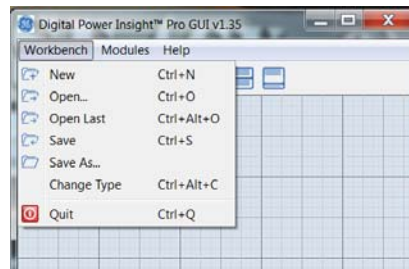 Digital Power Insight™ Pro GUI v1.35
Workbench Modules Help
New Ctrl+N
Open... Ctrl+O
Open Last Ctrl+Alt+O
Save Ctrl+S
Save As...
Change Type Ctrl+Alt+C
Quit Ctrl+Q